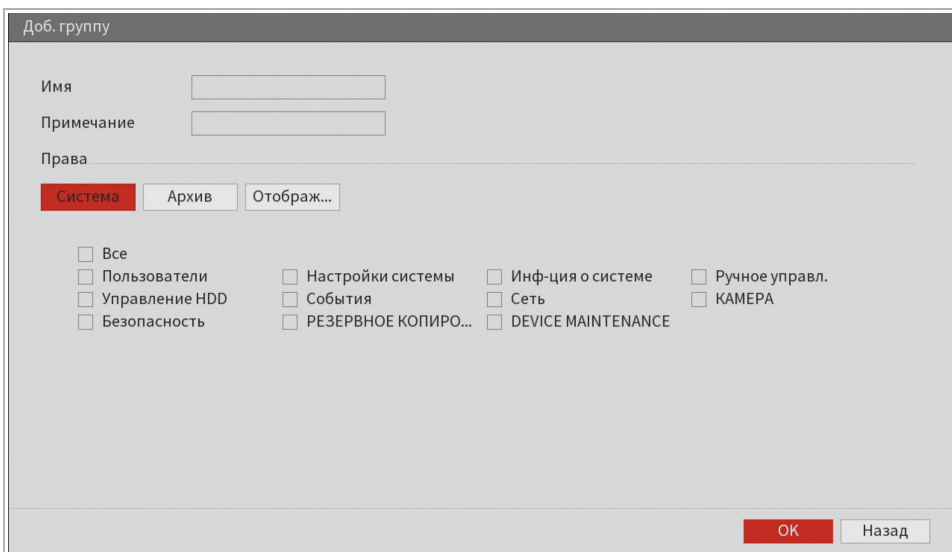 Доб. группу
Имя
Примечание
Права
Система Архив Отображ...
Все
Пользователи Настройки системы Инф-ция о системе Ручное управл.
Управление HDD События Сеть КАМЕРА
Безопасность РЕЗЕРВНОЕ КОПИРО... DEVICE MAINTENANCE
OK Назад